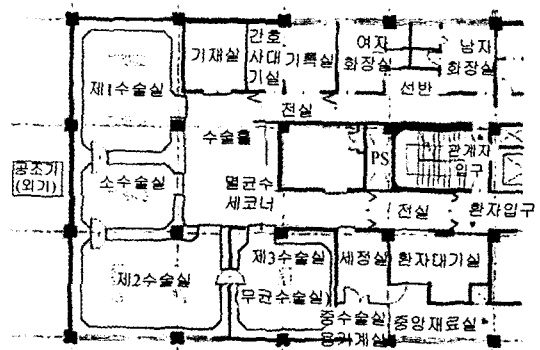 기재실
간호
사대
기실
기록실
여자
화장실
남자
화장실
제1수술실
전실
선반
수술홀
PS
관계자
입구
공조기
(외기)
소수술실
멸균수
세코너
전실
환자입구
제2수술실
제3수술실
무균수술실
세정실
환자대기실
중수술실
중앙재료실